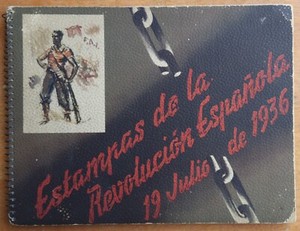 F.A.I.
Estampas de la
Revolución Española
19 Julio de 1936